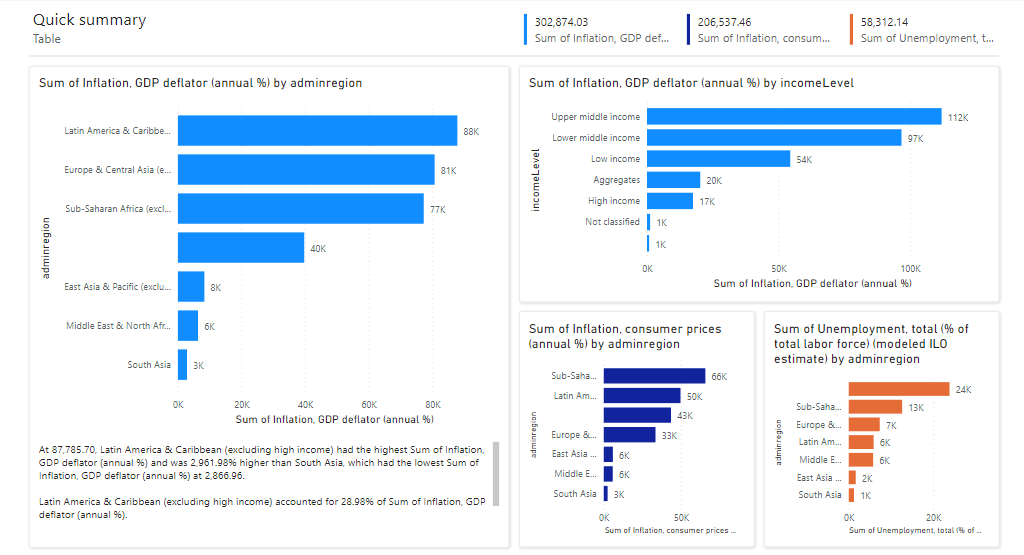 Quick summary
Table
302,874.03
Sum of Inflation, GDP def...
206,537.46
Sum of Inflation, consum...
58,312.14
Sum of Unemployment, t...
Sum of Inflation, GDP deflator (annual %) by adminregion
adminregion
Latin America & Caribbe...
88K
Europe & Central Asia (e...
81K
Sub-Saharan Africa (excl...
77K
40K
East Asia & Pacific (exclu...
8K
Middle East & North Afr...
6K
South Asia
3K
0K 20K 40K 60K 80K
Sum of Inflation, GDP deflator (annual %)
At 87,785.70, Latin America & Caribbean (excluding high income) had the highest Sum of Inflation,
GDP deflator (annual %) and was 2,961.98% higher than South Asia, which had the lowest Sum of
Inflation, GDP deflator (annual %) at 2,866.96.
Latin America & Caribbean (excluding high income) accounted for 28.98% of Sum of Inflation, GDP
deflator (annual %).
Sum of Inflation, GDP deflator (annual %) by incomeLevel
incomeLevel
Upper middle income
112K
Lower middle income
97K
Low income
54K
Aggregates
20K
High income
17K
Not classified
1K
1K
0K 50K 100K
Sum of Inflation, GDP deflator (annual %)
Sum of Inflation, consumer prices
(annual %) by adminregion
adminregion
Sub-Saha...
66K
Latin Am...
50K
43K
Europe &...
33K
East Asia ...
6K
Middle E...
6K
South Asia
3K
0K 50K
Sum of Inflation, consumer prices ...
Sum of Unemployment, total (% of
total labor force) (modeled ILO
estimate) by adminregion
adminregion
24K
Sub-Saha...
13K
Europe &...
7K
Latin Am...
6K
Middle E...
6K
East Asia ...
2K
South Asia
1K
0K 20K
Sum of Unemployment, total (% of ...